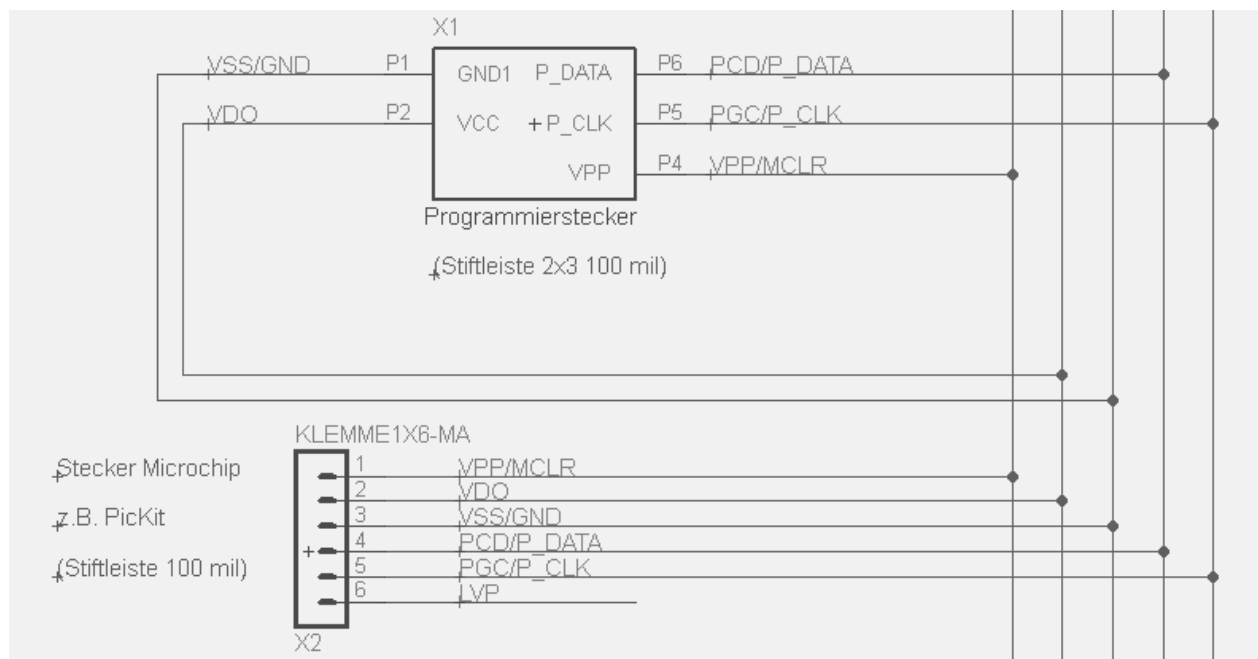 X1
VSS/GND P1 GND1 P_DATA P6 PCD/P_DATA
VDO P2 VCC +P_CLK P5 PGC/P_CLK
VPP P4 VPP/MCLR
Programmierstecker
(Stiftleiste 2x3 100 mil)
KLEMME1X6-MA
Stecker Microchip
z.B. PicKit
(Stiftleiste 100 mil)
1 VPP/MCLR
2 VDO
3 VSS/GND
4 PCD/P_DATA
5 PGC/P_CLK
6 LVP
X2